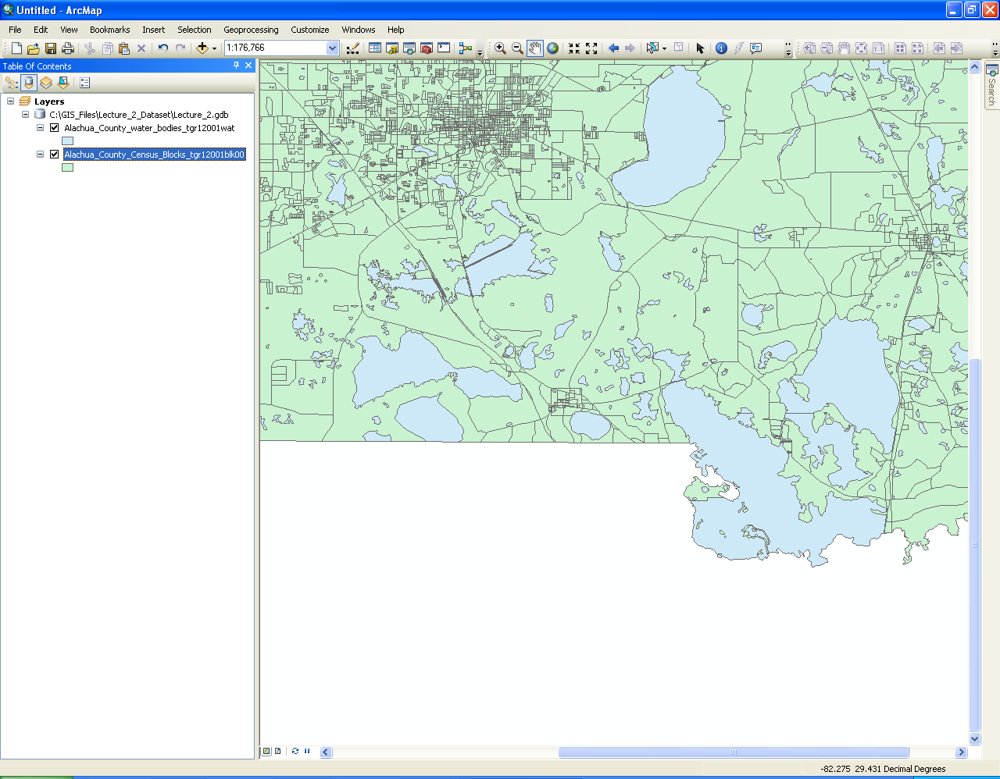 Untitled - ArcMap
File Edit View Bookmarks Insert Selection Geoprocessing Customize Windows Help
1:176,766
Table Of Contents
Layers
C:\GIS_Files\Lecture_2_Dataset\Lecture_2.gdb
Alachua_County_water_bodies_tgr12001wat
Alachua_County_Census_Blocks_tgr12001blk00
Search
-82.275 29.431 Decimal Degrees